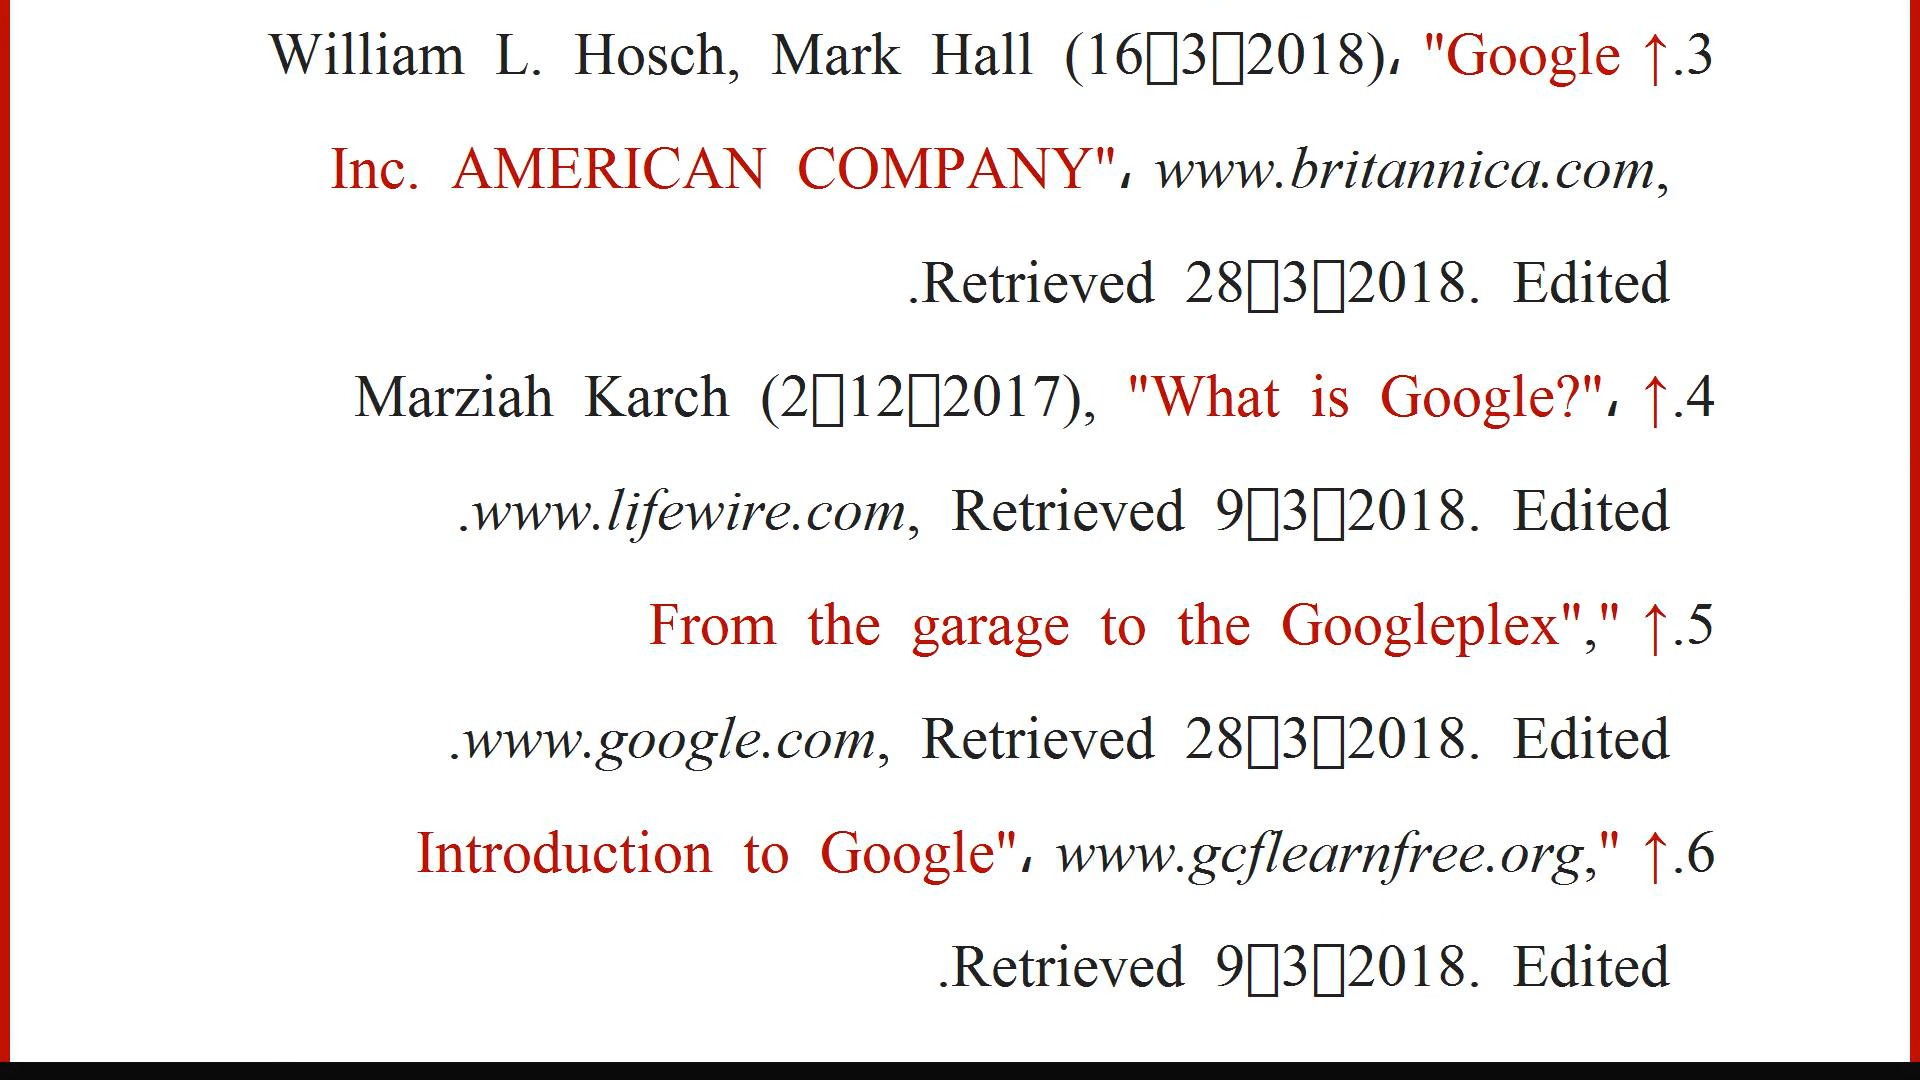 3.↑ William L. Hosch, Mark Hall (16▯3▯2018)، "Google
Inc. AMERICAN COMPANY"، www.britannica.com,
Retrieved 28▯3▯2018. Edited.
4.↑ Marziah Karch (2▯12▯2017), "What is Google?"،
www.lifewire.com, Retrieved 9▯3▯2018. Edited.
5.↑ "From the garage to the Googleplex",
www.google.com, Retrieved 28▯3▯2018. Edited.
6.↑ "Introduction to Google"، www.gcflearnfree.org,
Retrieved 9▯3▯2018. Edited.